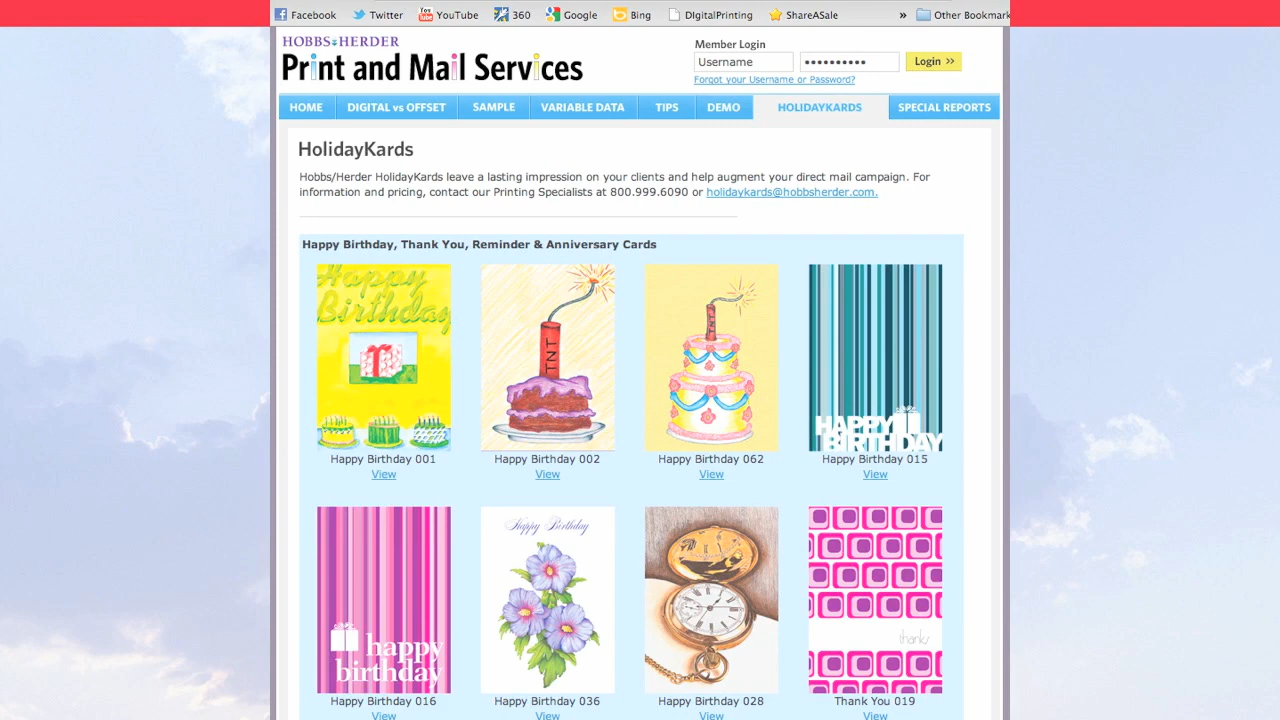 Facebook Twitter YouTube 360 Google Bing DIgitalPrinting ShareASale » Other Bookmark
HOBBS HERDER
Print and Mail Services
Member Login
Username •••••••••• Login >>
Forgot your Username or Password?
HOME DIGITAL vs OFFSET SAMPLE VARIABLE DATA TIPS DEMO HOLIDAYKARDS SPECIAL REPORTS
HolidayKards
Hobbs/Herder HolidayKards leave a lasting impression on your clients and help augment your direct mail campaign. For
information and pricing, contact our Printing Specialists at 800.999.6090 or holidaykards@hobbsherder.com.
Happy Birthday, Thank You, Reminder & Anniversary Cards
Happy
Birthday
TNT
TNT
HAPPY
BIRTHDAY
Happy Birthday 001 Happy Birthday 002 Happy Birthday 062 Happy Birthday 015
View View View View
happy
birthday
Happy Birthday
thanks
Happy Birthday 016 Happy Birthday 036 Happy Birthday 028 Thank You 019
View View View View